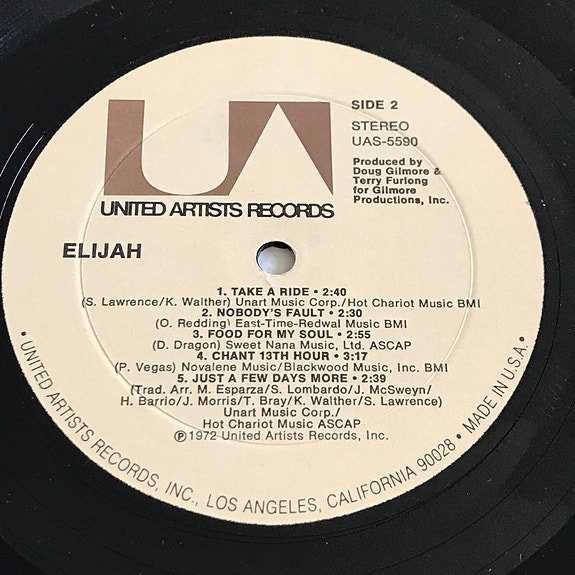 UA
SIDE 2
STEREO
UAS-5590
Produced by
Doug Gilmore &
Terry Furlong
for Gilmore
Productions, Inc.
UNITED ARTISTS RECORDS
ELIJAH
1. TAKE A RIDE • 2:40
(S. Lawrence/K. Walther) Unart Music Corp./Hot Chariot Music BMI
2. NOBODY'S FAULT • 2:30
(O. Redding) East-Time-Redwal Music BMI
3. FOOD FOR MY SOUL • 2:55
(D. Dragon) Sweet Nana Music, Ltd. ASCAP
4. CHANT 13TH HOUR • 3:17
(P. Vegas) Novalene Music/Blackwood Music, Inc. BMI
5. JUST A FEW DAYS MORE • 2:39
(Trad. Arr. M. Esparza/S. Lombardo/J. McSweyn/
H. Barrio/J. Morris/T. Bray/K. Walther/S. Lawrence)
Unart Music Corp./
Hot Chariot Music ASCAP
℗1972 United Artists Records, Inc.
• UNITED ARTISTS RECORDS, INC., LOS ANGELES, CALIFORNIA 90028 • MADE IN U.S.A. •